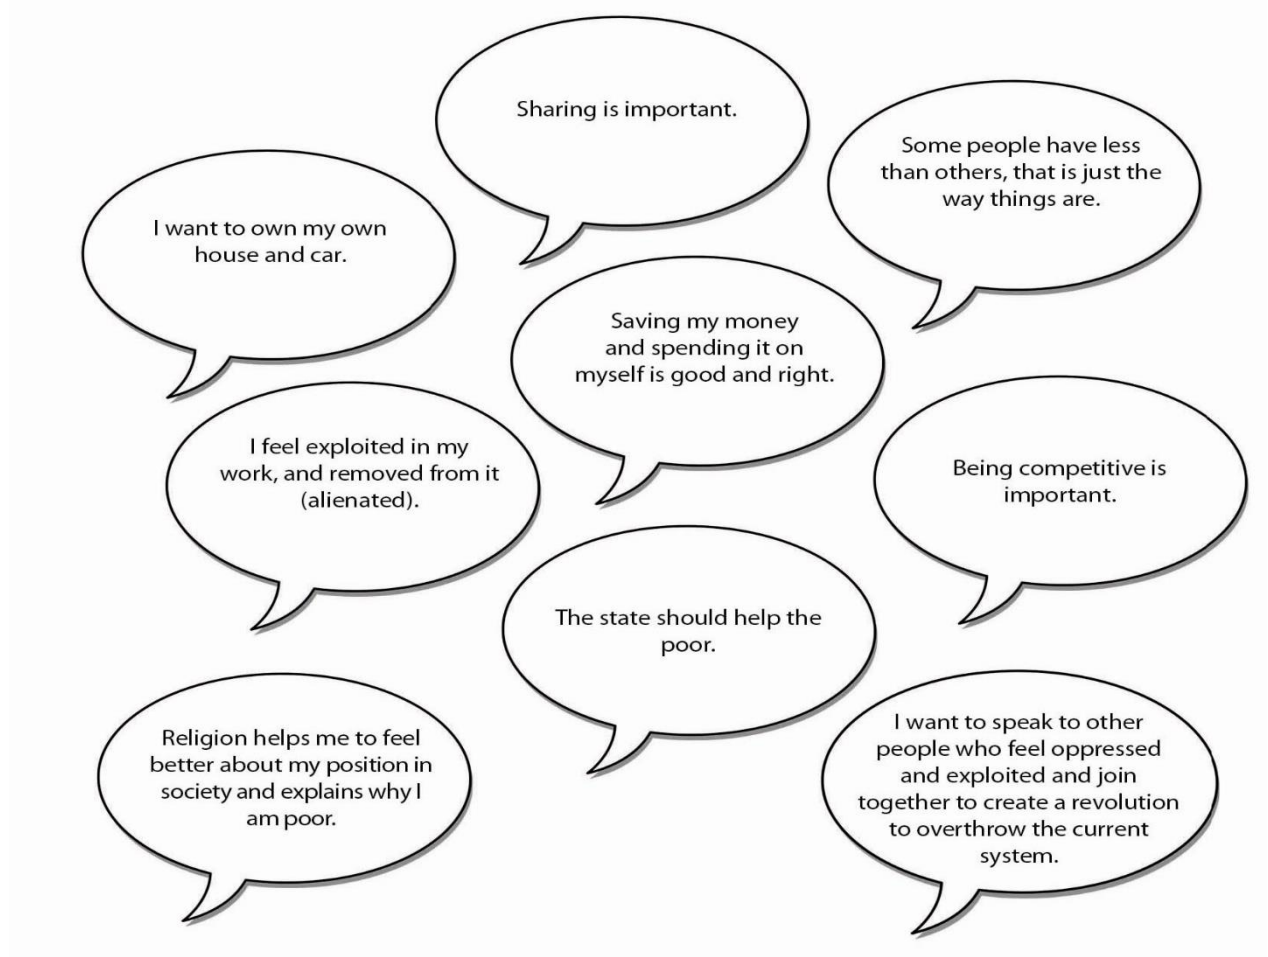 Sharing is important.
Some people have less
than others, that is just the
way things are.
I want to own my own
house and car.
Saving my money
and spending it on
myself is good and right.
I feel exploited in my
work, and removed from it
(alienated).
Being competitive is
important.
The state should help the
poor.
Religion helps me to feel
better about my position in
society and explains why I
am poor.
I want to speak to other
people who feel oppressed
and exploited and join
together to create a revolution
to overthrow the current
system.